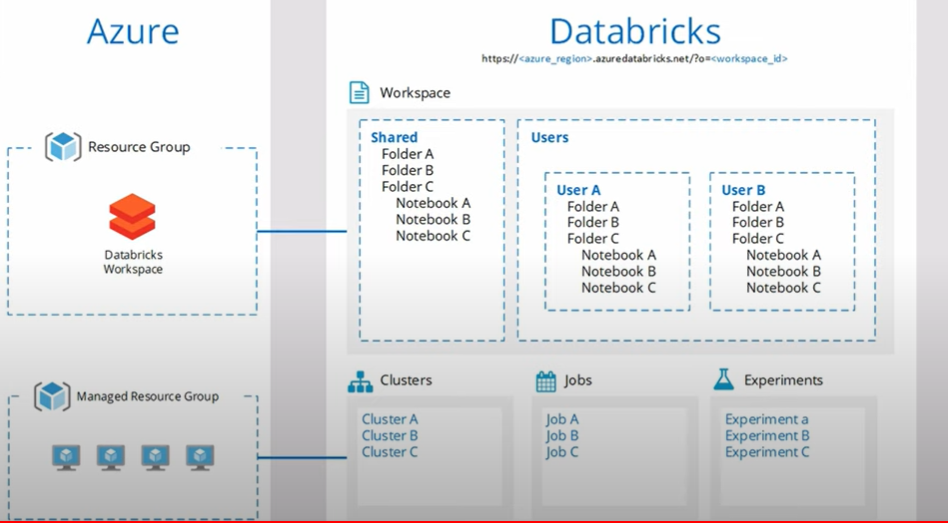 Azure
Resource Group
Databricks
Workspace
Managed Resource Group
Databricks
https://<azure_region>.azuredatabricks.net/?o=<workspace_id>
Workspace
Shared
Folder A
Folder B
Folder C
Notebook A
Notebook B
Notebook C
Users
User A
Folder A
Folder B
Folder C
Notebook A
Notebook B
Notebook C
User B
Folder A
Folder B
Folder C
Notebook A
Notebook B
Notebook C
Clusters
Cluster A
Cluster B
Cluster C
Jobs
Job A
Job B
Job C
Experiments
Experiment a
Experiment B
Experiment C